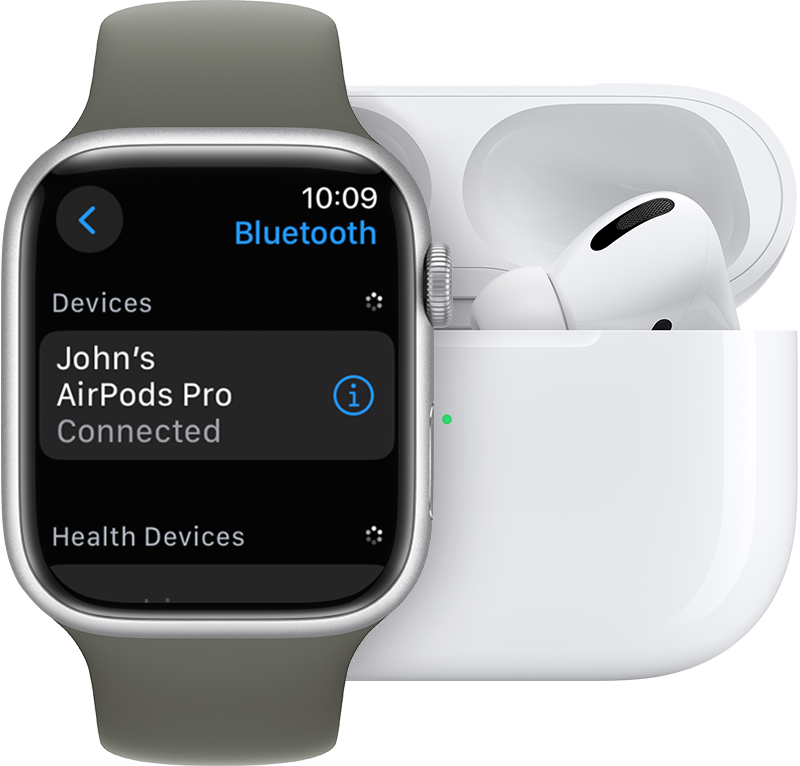 10:09
Bluetooth
Devices
John’s
AirPods Pro
Connected
Health Devices